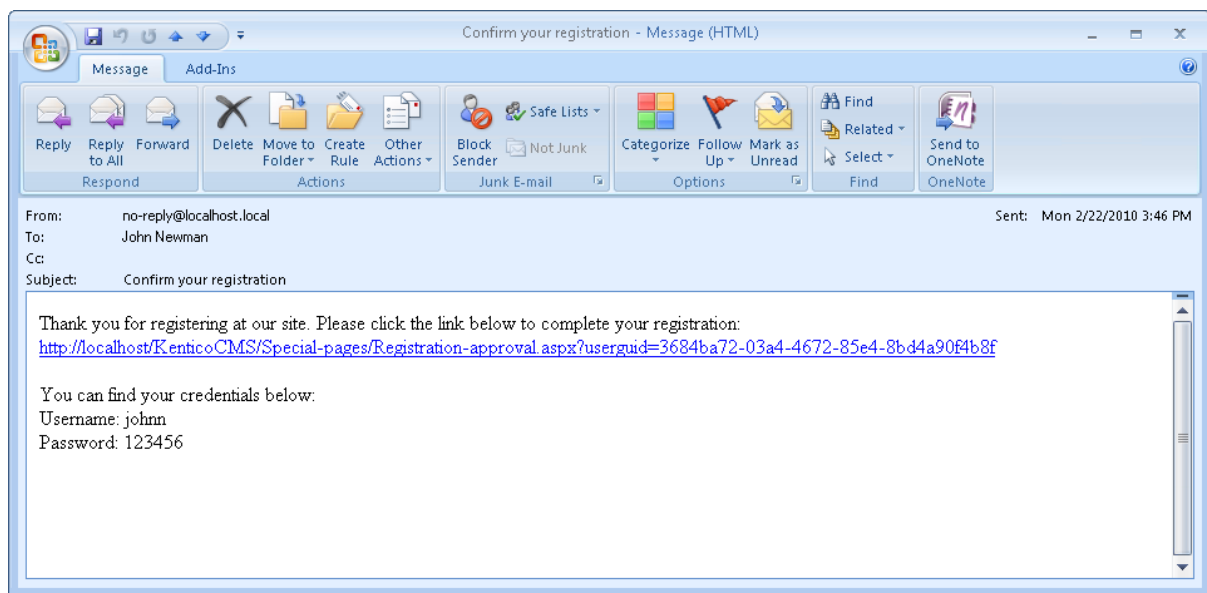 Confirm your registration - Message (HTML)
Message Add-Ins
Reply Reply to All Forward
Delete Move to Folder Create Rule Other Actions
Block Sender Safe Lists Not Junk
Categorize Follow Up Mark as Unread
Find Related Select
Send to OneNote
Respond Actions Junk E-mail Options Find OneNote
From: no-reply@localhost.local Sent: Mon 2/22/2010 3:46 PM
To: John Newman
Cc:
Subject: Confirm your registration
Thank you for registering at our site. Please click the link below to complete your registration:
http://localhost/KenticoCMS/Special-pages/Registration-approval.aspx?userguid=3684ba72-03a4-4672-85e4-8bd4a90f4b8f
You can find your credentials below:
Username: johnn
Password: 123456